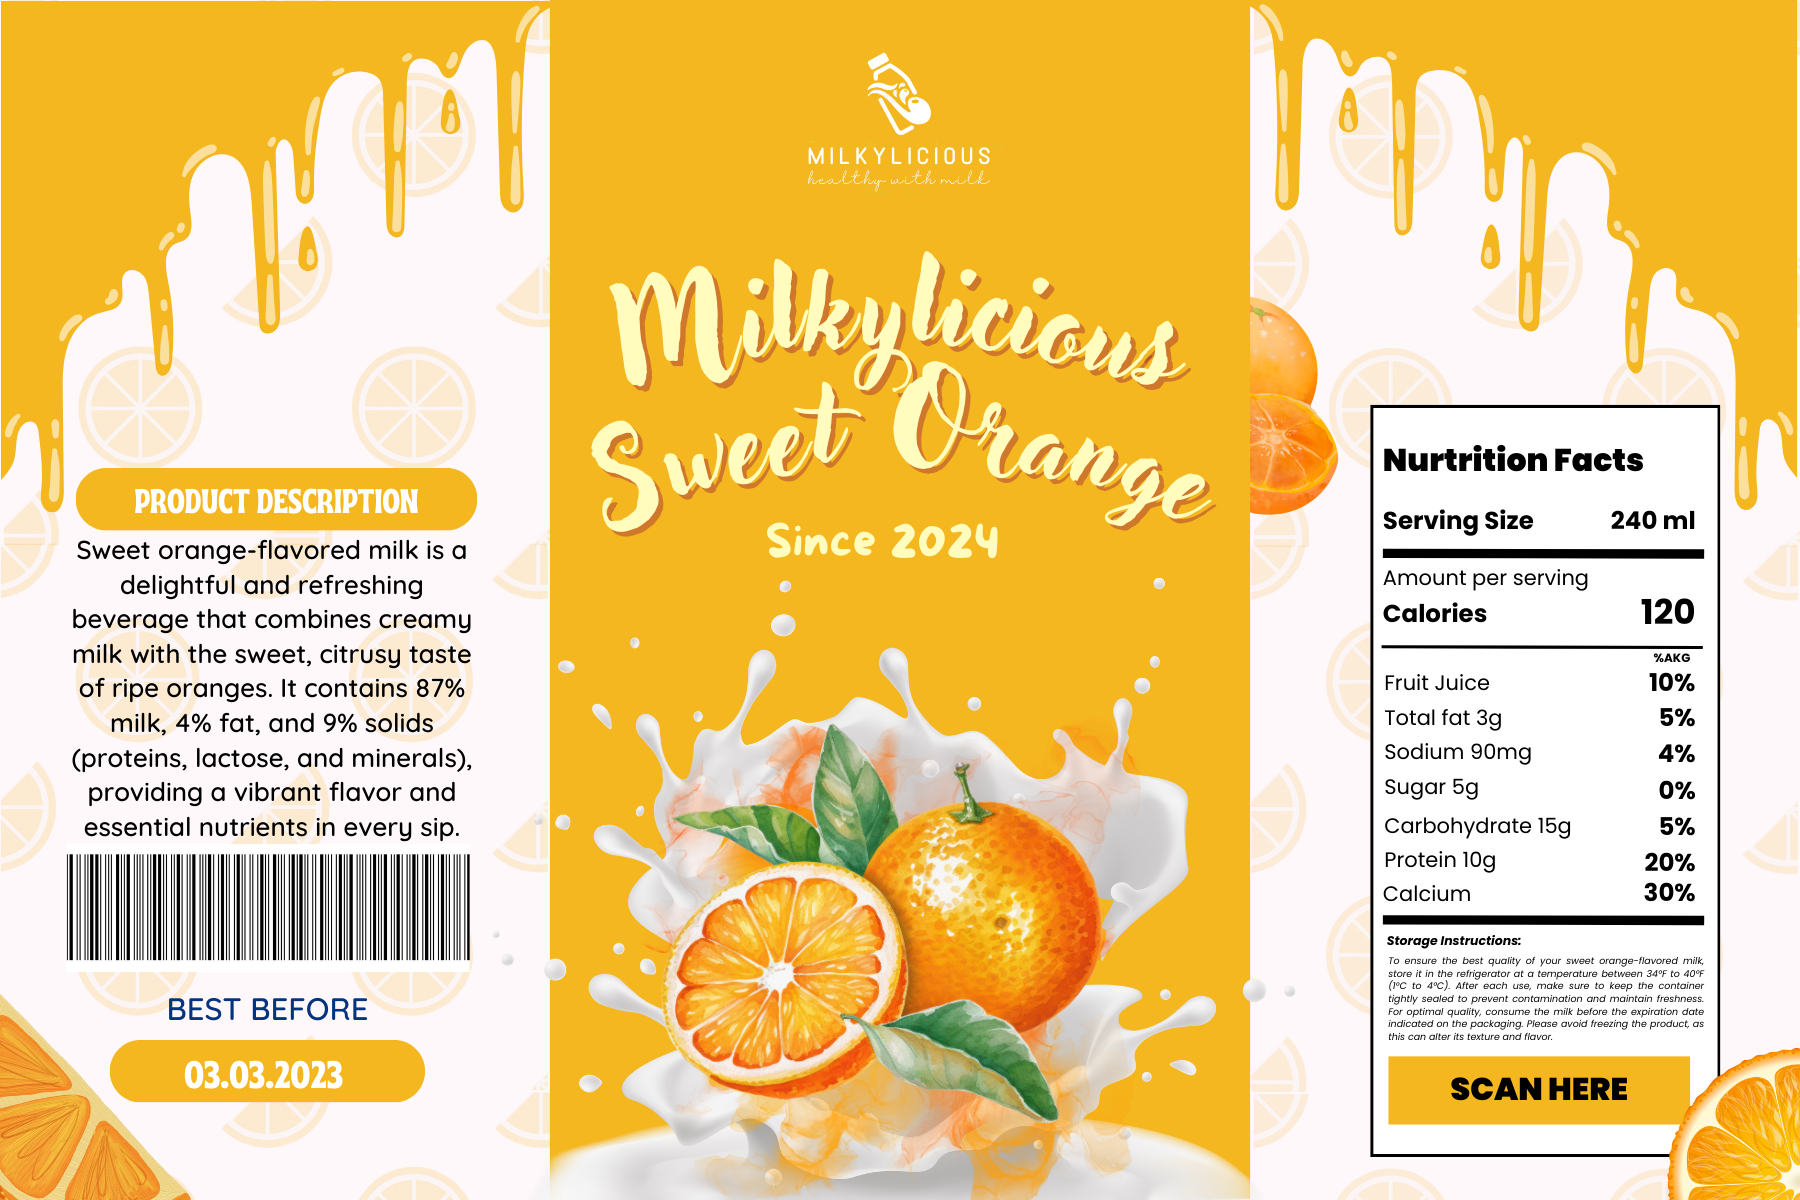 PRODUCT DESCRIPTION
Sweet orange-flavored milk is a
delightful and refreshing
beverage that combines creamy
milk with the sweet, citrusy taste
of ripe oranges. It contains 87%
milk, 4% fat, and 9% solids
(proteins, lactose, and minerals),
providing a vibrant flavor and
essential nutrients in every sip.
BEST BEFORE
03.03.2023
MILKYLICIOUS
healthy with milk
Milkylicious
Sweet Orange
Since 2024
Nurtrition Facts
Serving Size 240 ml
Amount per serving
Calories 120
%AKG
Fruit Juice 10%
Total fat 3g 5%
Sodium 90mg 4%
Sugar 5g 0%
Carbohydrate 15g 5%
Protein 10g 20%
Calcium 30%
Storage Instructions:
To ensure the best quality of your sweet orange-flavored milk,
store it in the refrigerator at a temperature between 34°F to 40°F
(1°C to 4°C). After each use, make sure to keep the container
tightly sealed to prevent contamination and maintain freshness.
For optimal quality, consume the milk before the expiration date
indicated on the packaging. Please avoid freezing the product, as
this can alter its texture and flavor.
SCAN HERE